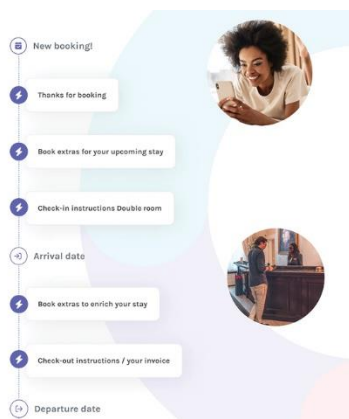 New booking!
Thanks for booking
Book extras for your upcoming stay
Check-in instructions Double room
Arrival date
Book extras to enrich your stay
Check-out instructions / your invoice
Departure date